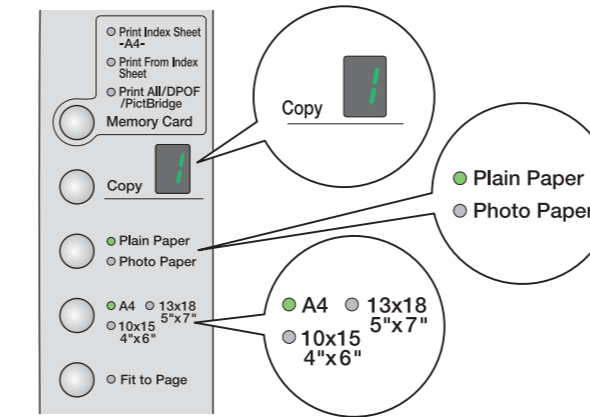 Print Index Sheet
-A4-
Print From Index
Sheet
Print All/DPOF
/PictBridge
Memory Card
Copy 1
Plain Paper
Photo Paper
A4 13x18
5"x7"
10x15
4"x6"
Fit to Page
Copy 1
Plain Paper
Photo Paper
A4 13x18
5"x7"
10x15
4"x6"